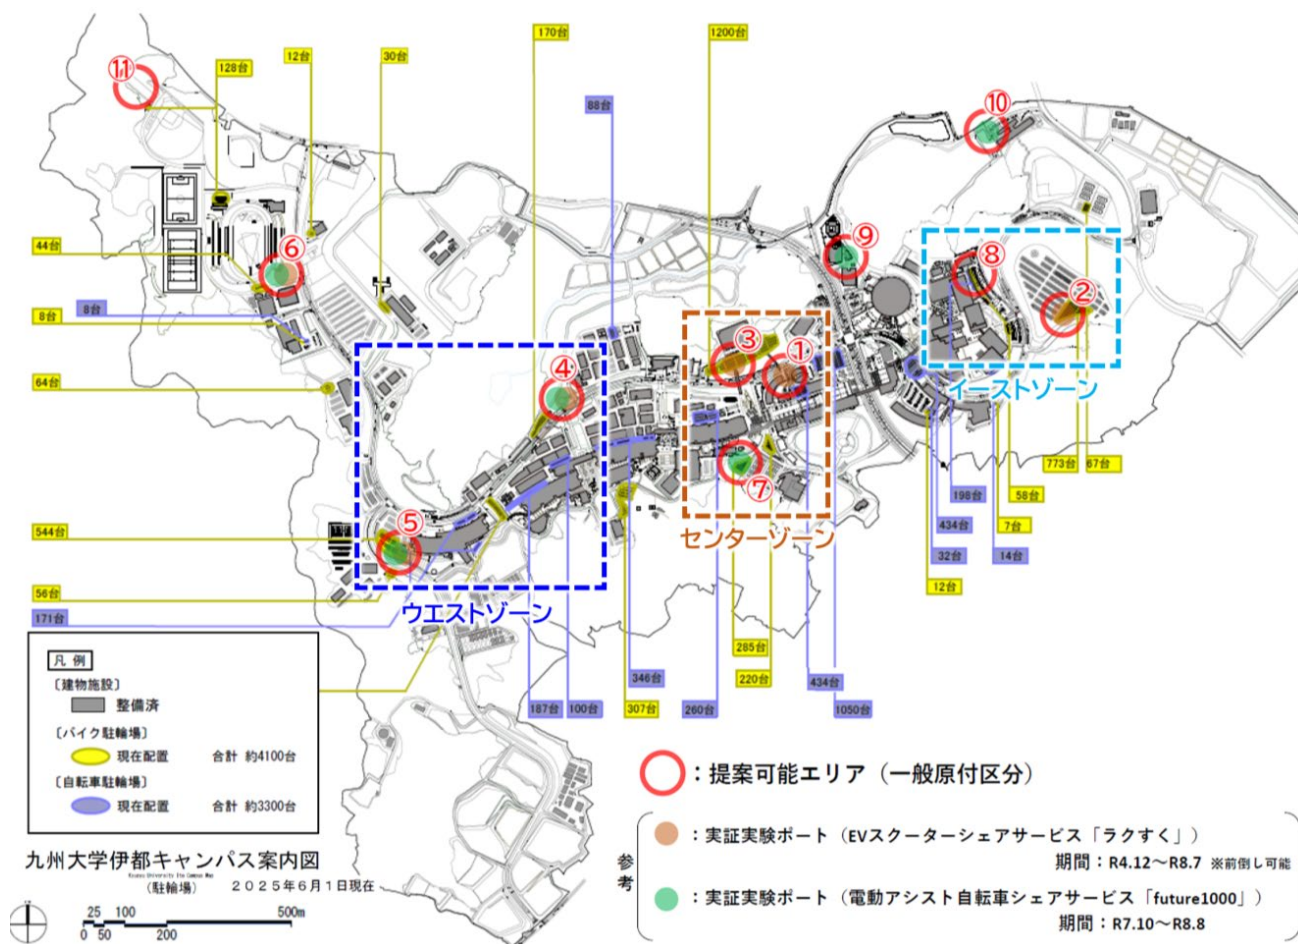 170台
1200台
12台
30台
⑪
128台
88台
⑩
44台
⑥
⑨
⑧
②
8台
8台
③
①
64台
④
イーストゾーン
773台
67台
198台
58台
434台
7台
32台
14台
12台
⑦
センターゾーン
⑤
544台
56台
171台
ウエストゾーン
285台
346台
220台
434台
187台
100台
307台
260台
1050台
凡例
〔建物施設〕
整備済
〔バイク駐輪場〕
現在配置 合計 約4100台
〔自転車駐輪場〕
現在配置 合計 約3300台
九州大学伊都キャンパス案内図
Kyushu University Ito Campus Map
(駐輪場) 2025年6月1日現在
25 100 500m
0 50 200
:提案可能エリア(一般原付区分)
参考
:実証実験ポート(EVスクーターシェアサービス「ラクすく」)
期間:R4.12~R8.7 ※前倒し可能
:実証実験ポート(電動アシスト自転車シェアサービス「future1000」)
期間:R7.10~R8.8